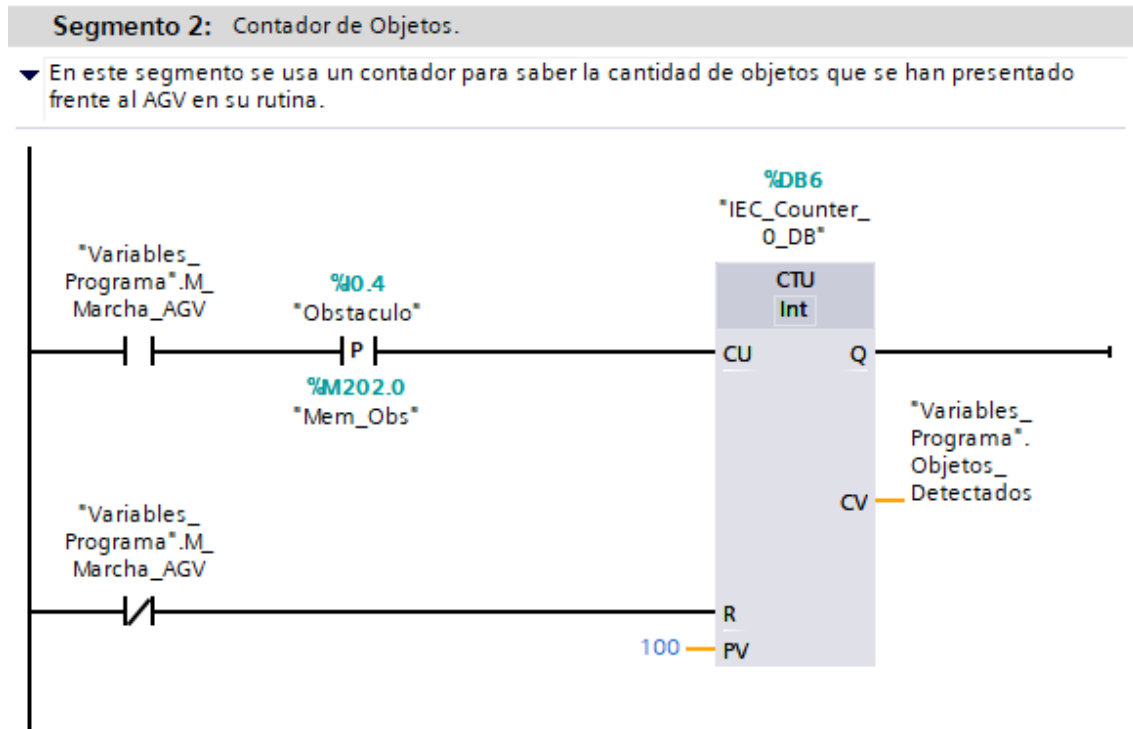 Segmento 2: Contador de Objetos.
En este segmento se usa un contador para saber la cantidad de objetos que se han presentado
frente al AGV en su rutina.
%DB6
"IEC_Counter_
0_DB"
"Variables_
Programa".M_
Marcha_AGV
%I0.4
"Obstaculo"
P
%M202.0
"Mem_Obs"
CTU
Int
CU
Q
"Variables_
Programa".
Objetos_
Detectados
CV
"Variables_
Programa".M_
Marcha_AGV
R
100
PV